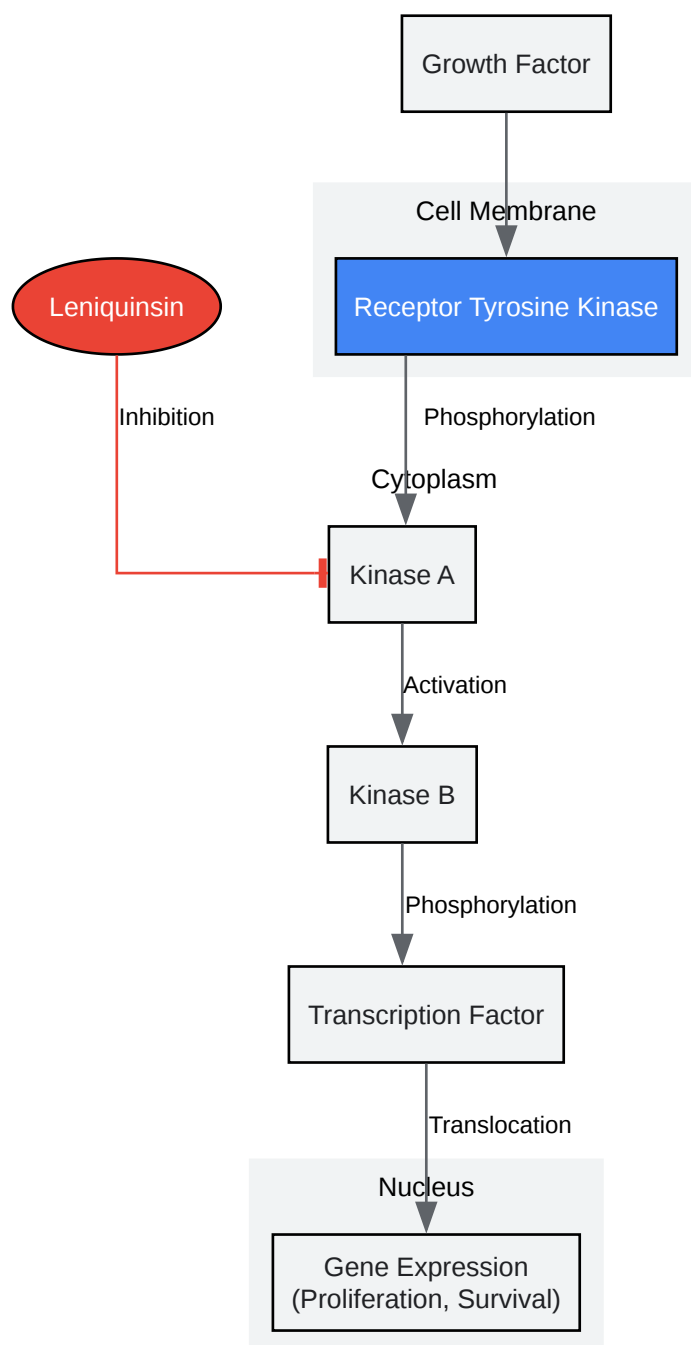 Growth Factor
Cell Membrane
Leniquinsin
Receptor Tyrosine Kinase
Inhibition
Phosphorylation
Cytoplasm
Kinase A
Activation
Kinase B
Phosphorylation
Transcription Factor
Translocation
Nucleus
Gene Expression
(Proliferation, Survival)